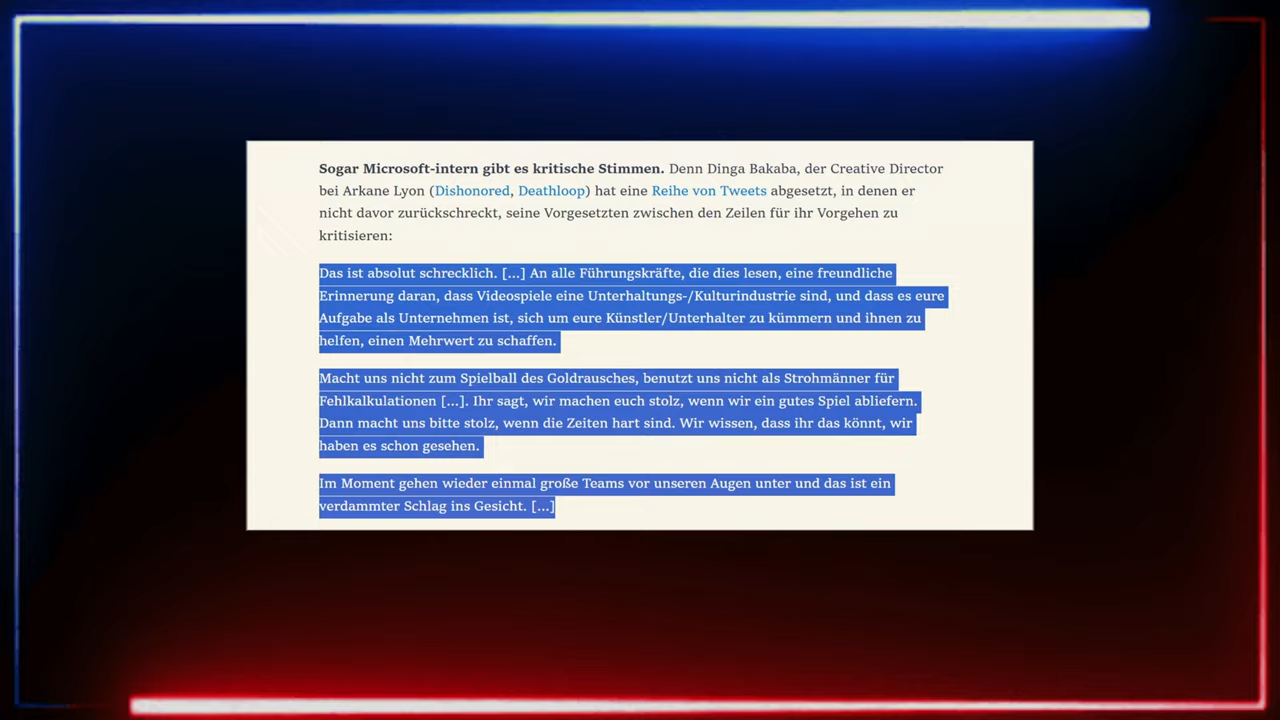 Sogar Microsoft-intern gibt es kritische Stimmen. Denn Dinga Bakaba, der Creative Director
bei Arkane Lyon (Dishonored, Deathloop) hat eine Reihe von Tweets abgesetzt, in denen er
nicht davor zurückschreckt, seine Vorgesetzten zwischen den Zeilen für ihr Vorgehen zu
kritisieren:
Das ist absolut schrecklich. [...] An alle Führungskräfte, die dies lesen, eine freundliche
Erinnerung daran, dass Videospiele eine Unterhaltungs-/Kulturindustrie sind, und dass es eure
Aufgabe als Unternehmen ist, sich um eure Künstler/Unterhalter zu kümmern und ihnen zu
helfen, einen Mehrwert zu schaffen.
Macht uns nicht zum Spielball des Goldrausches, benutzt uns nicht als Strohmänner für
Fehlkalkulationen [...]. Ihr sagt, wir machen euch stolz, wenn wir ein gutes Spiel abliefern.
Dann macht uns bitte stolz, wenn die Zeiten hart sind. Wir wissen, dass ihr das könnt, wir
haben es schon gesehen.
Im Moment gehen wieder einmal große Teams vor unseren Augen unter und das ist ein
verdammter Schlag ins Gesicht. [...]